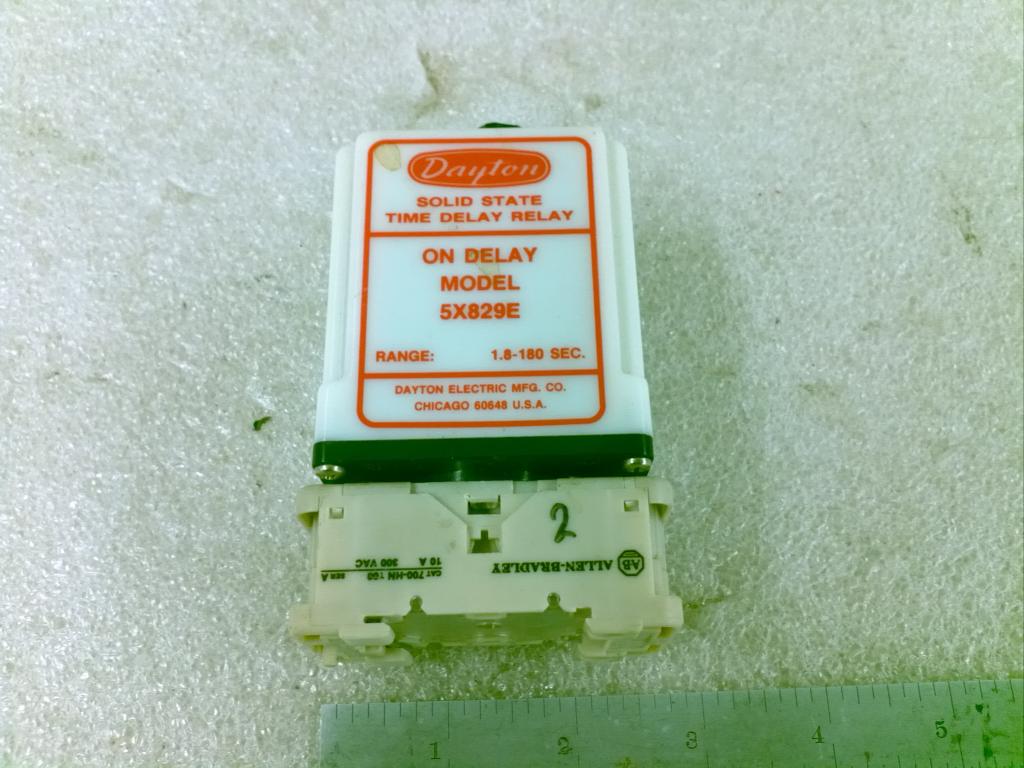 Dayton
SOLID STATE
TIME DELAY RELAY
ON DELAY
MODEL
5X829E
RANGE: 1.8-180 SEC.
DAYTON ELECTRIC MFG. CO.
CHICAGO 60648 U.S.A.
2
AB ALLEN-BRADLEY
CAT 700-HN
SER A
10 A
300 VAC
1 2 3 4 5